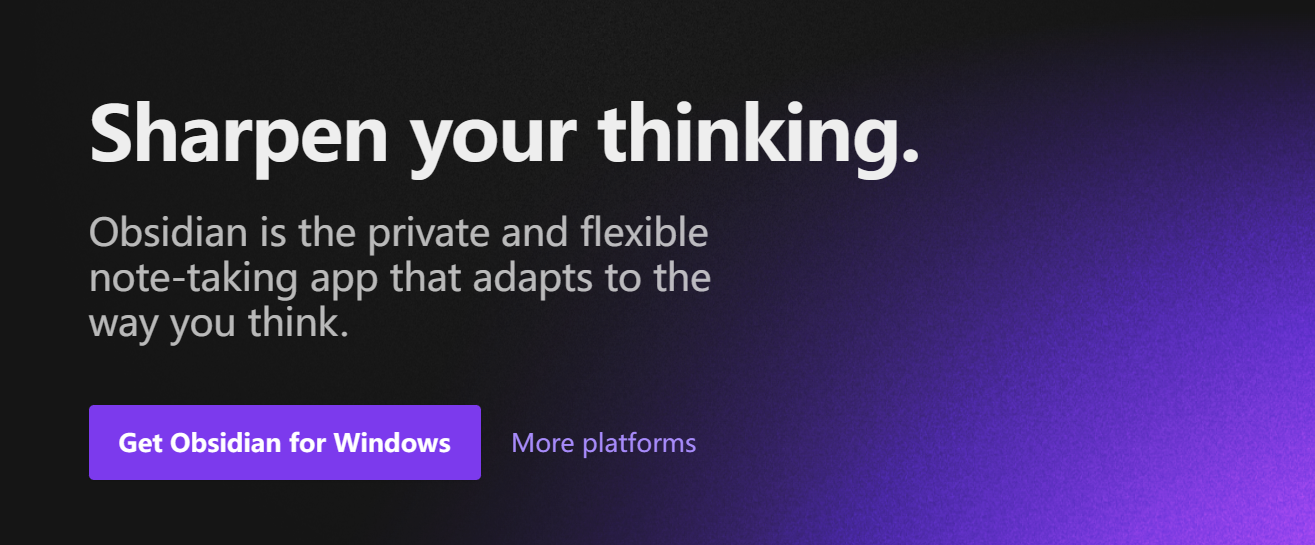 Sharpen your thinking.
Obsidian is the private and flexible
note-taking app that adapts to the
way you think.
Get Obsidian for Windows
More platforms